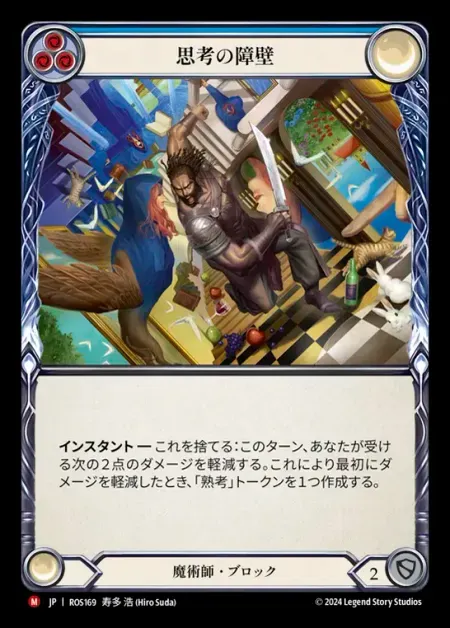 思考の障壁
インスタント — これを捨てる：このターン、あなたが受け
る次の２点のダメージを軽減する。これにより最初にダ
メージを軽減したとき、「熟考」トークンを１つ作成する。
魔術師・ブロック
2
M JP | ROS169 寿多 浩 (Hiro Suda)
© 2024 Legend Story Studios